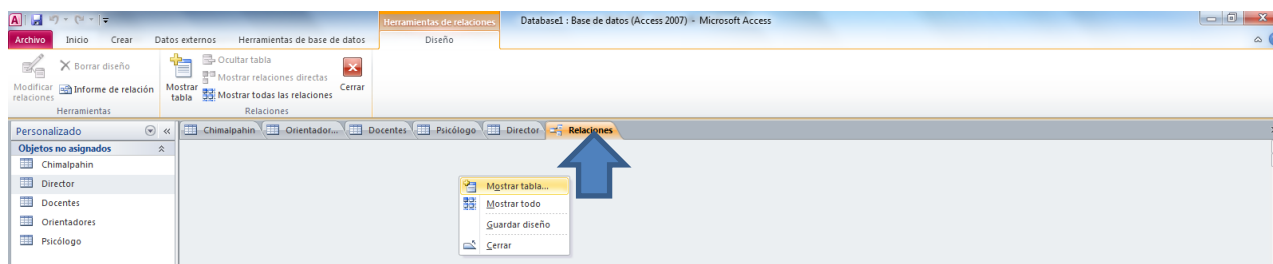 Herramientas de relaciones
Database1 : Base de datos (Access 2007) - Microsoft Access
Archivo Inicio Crear Datos externos Herramientas de base de datos Diseño
Modificar relaciones
Borrar diseño
Informe de relación
Herramientas
Mostrar tabla
Ocultar tabla
Mostrar relaciones directas
Mostrar todas las relaciones
Cerrar
Relaciones
Personalizado
Objetos no asignados
Chimalpahin
Director
Docentes
Orientadores
Psicólogo
Chimalpahin Orientador... Docentes Psicólogo Director Relaciones
Mostrar tabla...
Mostrar todo
Guardar diseño
Cerrar